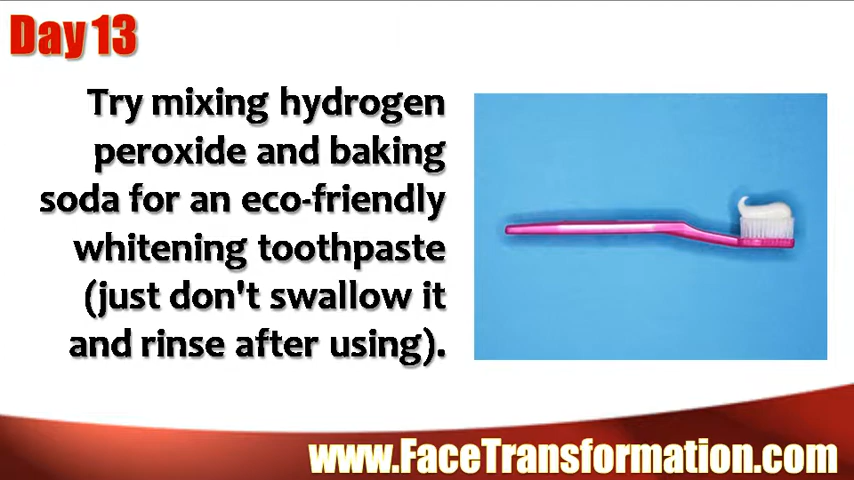 Day 13
Try mixing hydrogen
peroxide and baking
soda for an eco-friendly
whitening toothpaste
(just don't swallow it
and rinse after using).
www.FaceTransformation.com